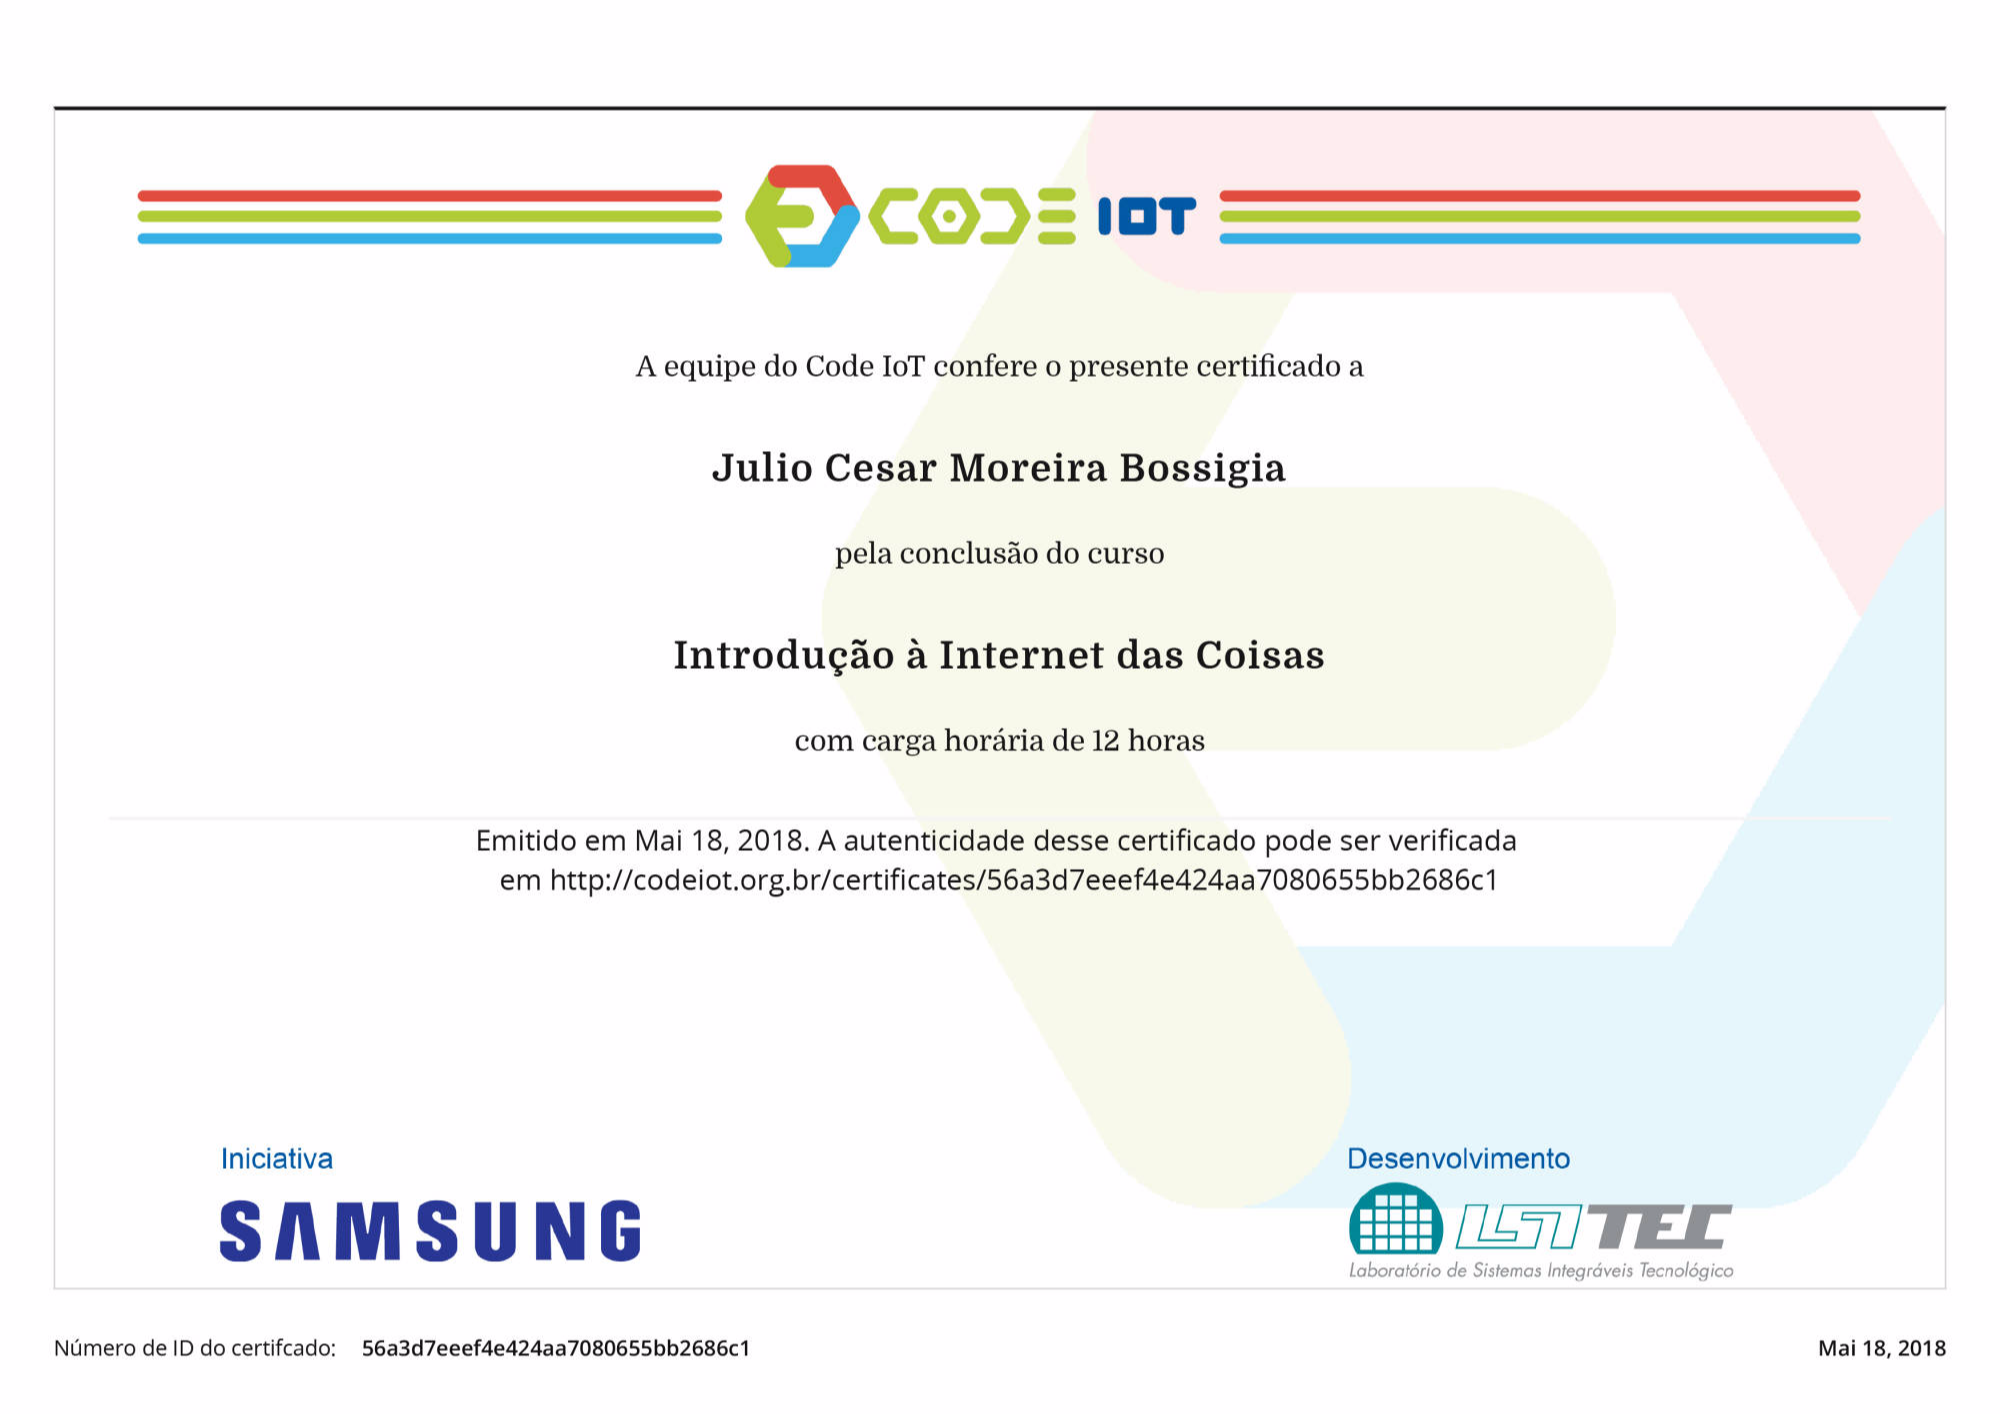 CODE IOT
A equipe do Code IoT confere o presente certificado a
Julio Cesar Moreira Bossigia
pela conclusão do curso
Introdução à Internet das Coisas
com carga horária de 12 horas
Emitido em Mai 18, 2018. A autenticidade desse certificado pode ser verificada
em http://codeiot.org.br/certificates/56a3d7eeef4e424aa7080655bb2686c1
Iniciativa
SAMSUNG
Desenvolvimento
LSI TEC
Laboratório de Sistemas Integráveis Tecnológico
Número de ID do certifcado: 56a3d7eeef4e424aa7080655bb2686c1
Mai 18, 2018